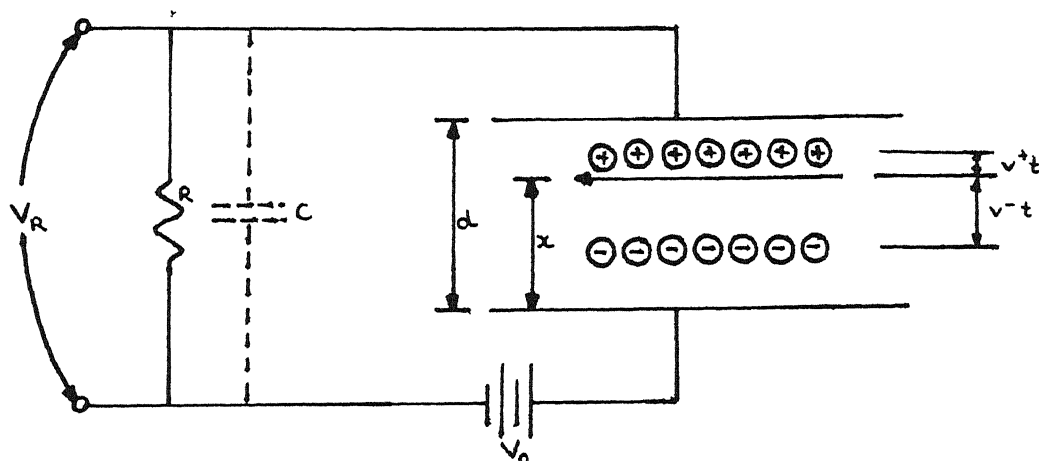 V_R
R
C
d
x
+ + + + + + +
- - - - - - -
v⁺t
v⁻t
V₀